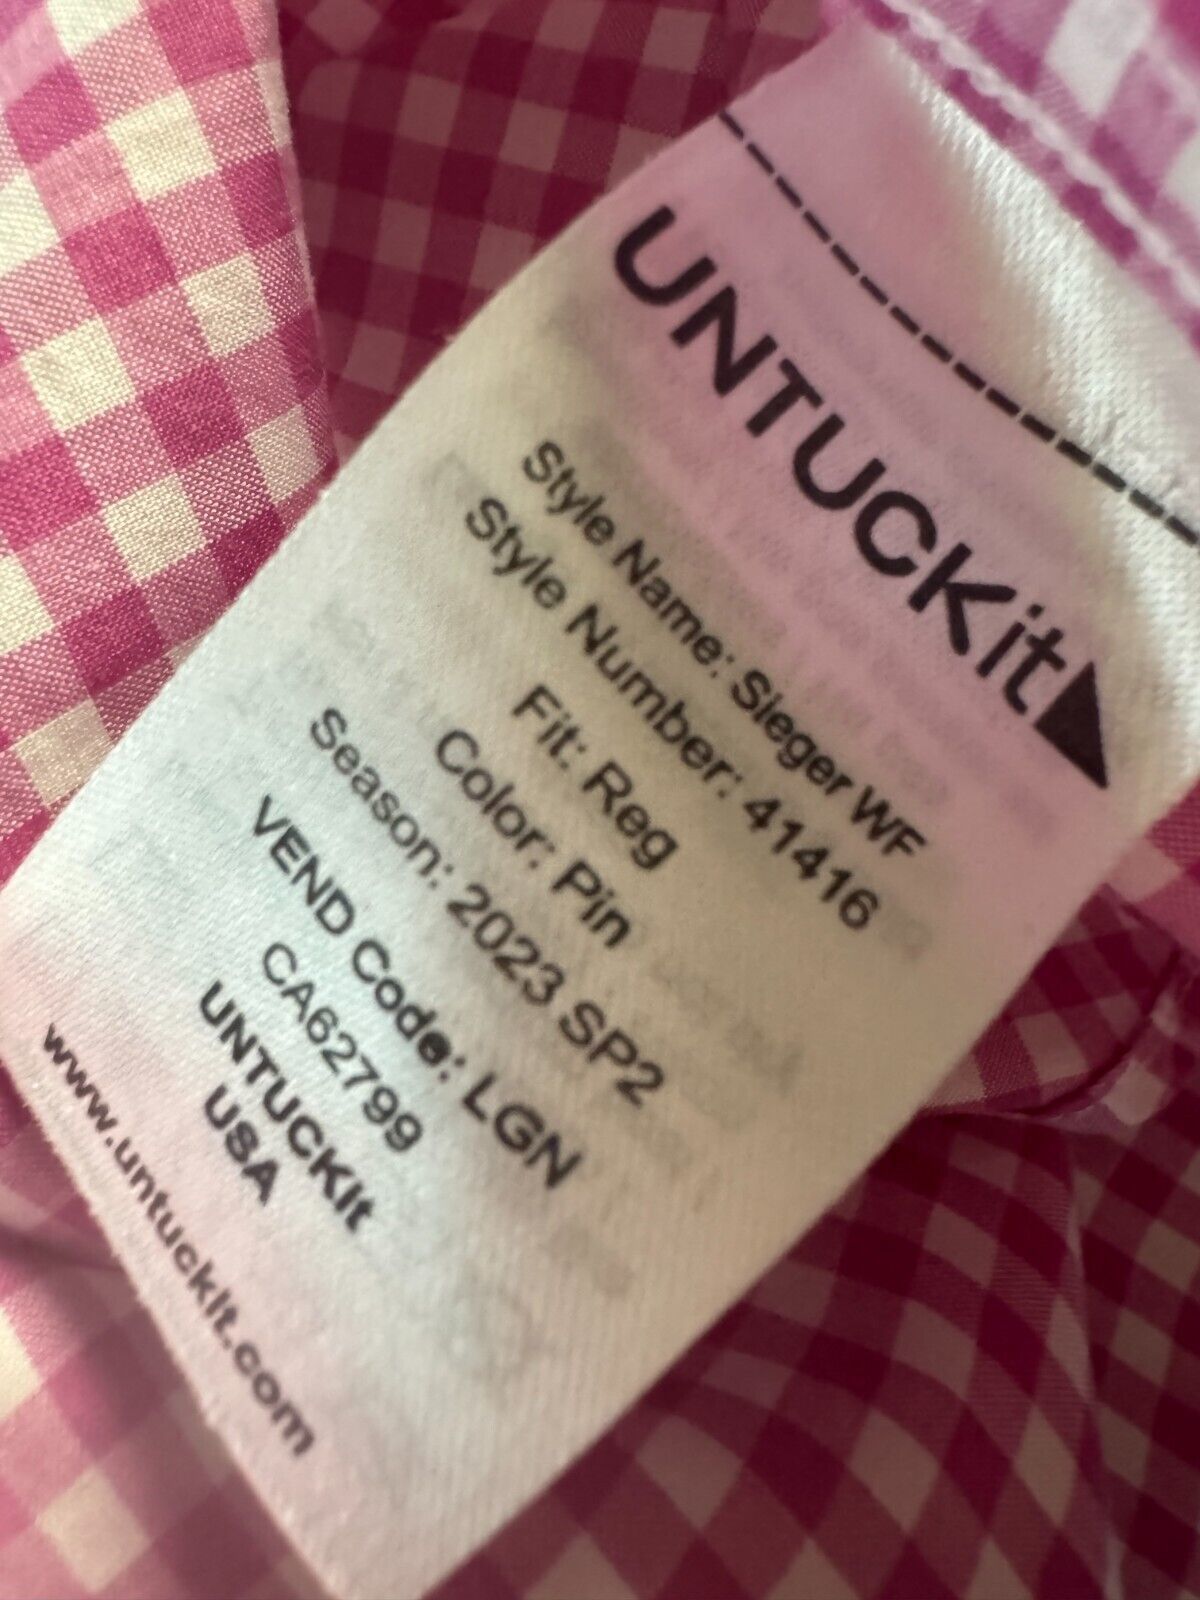 UNTUCKit
Style Name: Sleger WF
Style Number: 41416
Fit: Reg
Color: Pin
Season: 2023 SP2
VEND Code: LGN
CA62799
UNTUCKit
USA
www.untuckit.com